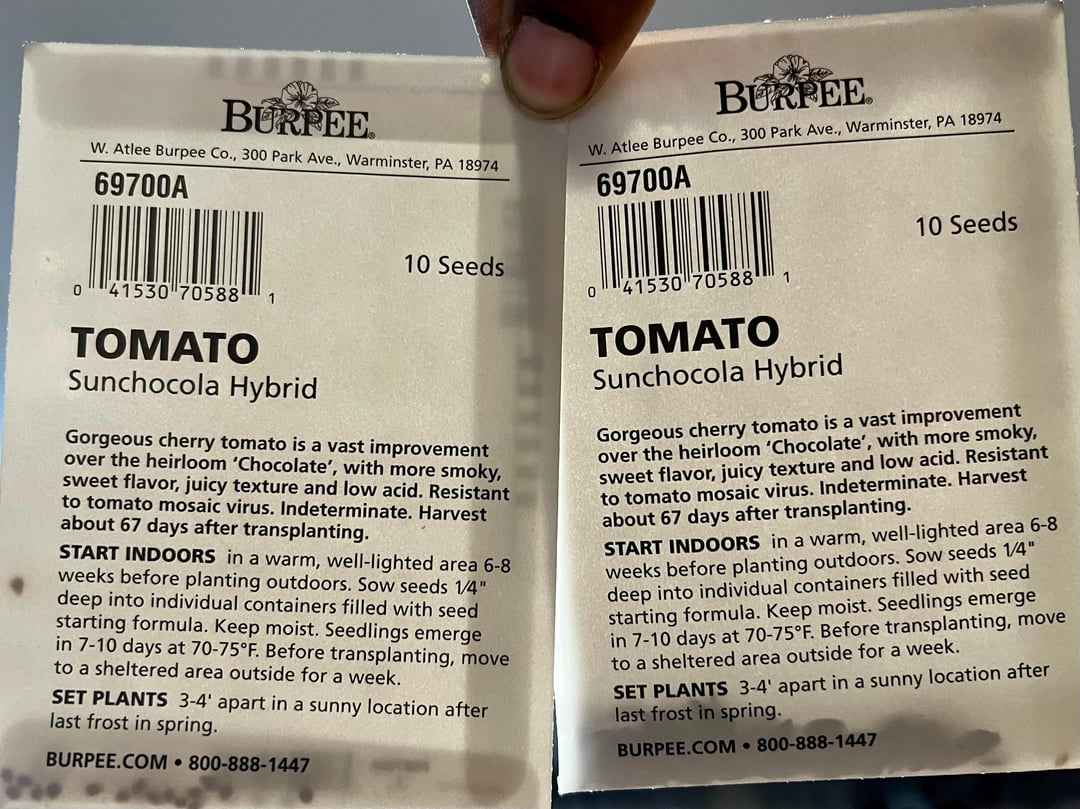 BURPEE®
W. Atlee Burpee Co., 300 Park Ave., Warminster, PA 18974
69700A
10 Seeds
0 41530 70588 1
TOMATO
Sunchocola Hybrid
Gorgeous cherry tomato is a vast improvement
over the heirloom ‘Chocolate’, with more smoky,
sweet flavor, juicy texture and low acid. Resistant
to tomato mosaic virus. Indeterminate. Harvest
about 67 days after transplanting.
START INDOORS in a warm, well-lighted area 6-8
weeks before planting outdoors. Sow seeds 1/4"
deep into individual containers filled with seed
starting formula. Keep moist. Seedlings emerge
in 7-10 days at 70-75°F. Before transplanting, move
to a sheltered area outside for a week.
SET PLANTS 3-4' apart in a sunny location after
last frost in spring.
BURPEE.COM • 800-888-1447
BURPEE®
W. Atlee Burpee Co., 300 Park Ave., Warminster, PA 18974
69700A
10 Seeds
0 41530 70588 1
TOMATO
Sunchocola Hybrid
Gorgeous cherry tomato is a vast improvement
over the heirloom ‘Chocolate’, with more smoky,
sweet flavor, juicy texture and low acid. Resistant
to tomato mosaic virus. Indeterminate. Harvest
about 67 days after transplanting.
START INDOORS in a warm, well-lighted area 6-8
weeks before planting outdoors. Sow seeds 1/4"
deep into individual containers filled with seed
starting formula. Keep moist. Seedlings emerge
in 7-10 days at 70-75°F. Before transplanting, move
to a sheltered area outside for a week.
SET PLANTS 3-4' apart in a sunny location after
last frost in spring.
BURPEE.COM • 800-888-1447